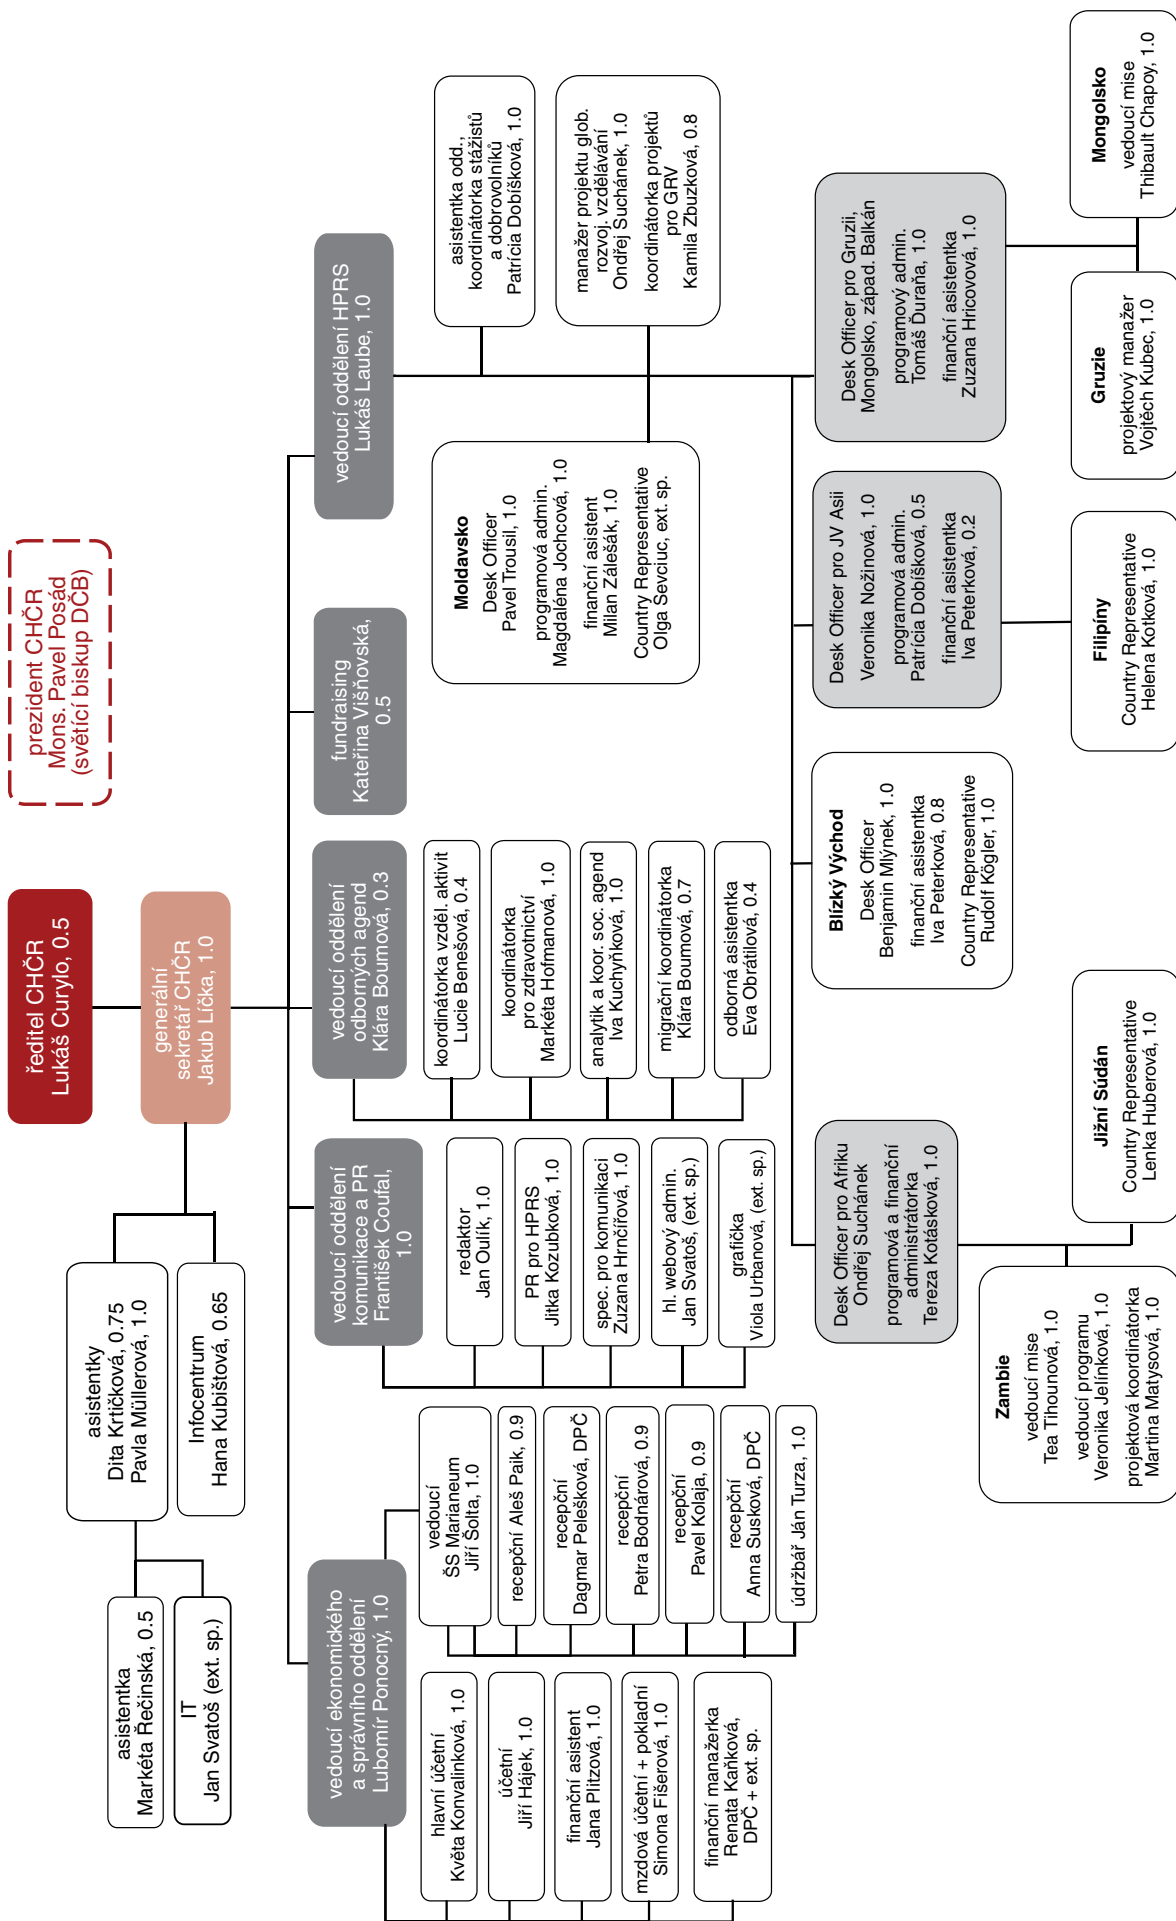 prezident CHČR
Mons. Pavel Posád
(světící biskup DČB)
ředitel CHČR
Lukáš Curylo, 0.5
generální
sekretář CHČR
Jakub Líčka, 1.0
asistentky
Dita Krtičková, 0.75
Pavla Müllerová, 1.0
Infocentrum
Hana Kubištová, 0.65
asistentka
Markéta Řečinská, 0.5
IT
Jan Svatoš (ext. sp.)
vedoucí ekonomického
a správního oddělení
Lubomír Ponocný, 1.0
hlavní účetní
Květa Konvalinková, 1.0
účetní
Jiří Hájek, 1.0
finanční asistent
Jana Plitzová, 1.0
mzdová účetní + pokladní
Simona Fišerová, 1.0
finanční manažerka
Renata Kaňková,
DPČ + ext. sp.
vedoucí
ŠS Marianeum
Jiří Šolta, 1.0
recepční Aleš Paik, 0.9
recepční
Dagmar Pelešková, DPČ
recepční
Petra Bodnárová, 0.9
recepční
Pavel Kolaja, 0.9
recepční
Anna Susková, DPČ
údržbář Ján Turza, 1.0
vedoucí oddělení
komunikace a PR
František Coufal,
1.0
redaktor
Jan Oulík, 1.0
PR pro HPRS
Jitka Kozubková, 1.0
spec. pro komunikaci
Zuzana Hrnčířová, 1.0
hl. webový admin.
Jan Svatoš, (ext. sp.)
grafička
Viola Urbanová, (ext. sp.)
vedoucí oddělení
odborných agend
Klára Boumová, 0.3
koordinátorka vzděl. aktivit
Lucie Benešová, 0.4
koordinátorka
pro zdravotnictví
Markéta Hofmanová, 1.0
analytik a koor. soc. agend
Iva Kuchyňková, 1.0
migrační koordinátorka
Klára Boumová, 0.7
odborná asistentka
Eva Obrátilová, 0.4
fundraising
Kateřina Višňovská,
0.5
vedoucí oddělení HPRS
Lukáš Laube, 1.0
asistentka odd.,
koordinátorka stážistů
a dobrovolníků
Patrícia Dobíšková, 1.0
manažer projektu glob.
rozvoj. vzdělávání
Ondřej Suchánek, 1.0
koordinátorka projektů
pro GRV
Kamila Zbuzková, 0.8
Moldavsko
Desk Officer
Pavel Trousil, 1.0
programová admin.
Magdaléna Jochcová, 1.0
finanční asistent
Milan Zálešák, 1.0
Country Representative
Olga Sevciuc, ext. sp.
Desk Officer pro Afriku
Ondřej Suchánek
programová a finanční
administrátorka
Tereza Kotásková, 1.0
Zambie
vedoucí mise
Tea Tihounová, 1.0
vedoucí programu
Veronika Jelínková, 1.0
projektová koordinátorka
Martina Matysová, 1.0
Jižní Súdán
Country Representative
Lenka Huberová, 1.0
Blízký Východ
Desk Officer
Benjamin Mlýnek, 1.0
finanční asistentka
Iva Peterková, 0.8
Country Representative
Rudolf Kögler, 1.0
Desk Officer pro JV Asii
Veronika Nožinová, 1.0
programová admin.
Patrícia Dobíšková, 0.5
finanční asistentka
Iva Peterková, 0.2
Filipíny
Country Representative
Helena Kotková, 1.0
Desk Officer pro Gruzii,
Mongolsko, západ. Balkán
programový admin.
Tomáš Ďuraňa, 1.0
finanční asistentka
Zuzana Hricovová, 1.0
Gruzie
projektový manažer
Vojtěch Kubec, 1.0
Mongolsko
vedoucí mise
Thibault Chapoy, 1.0